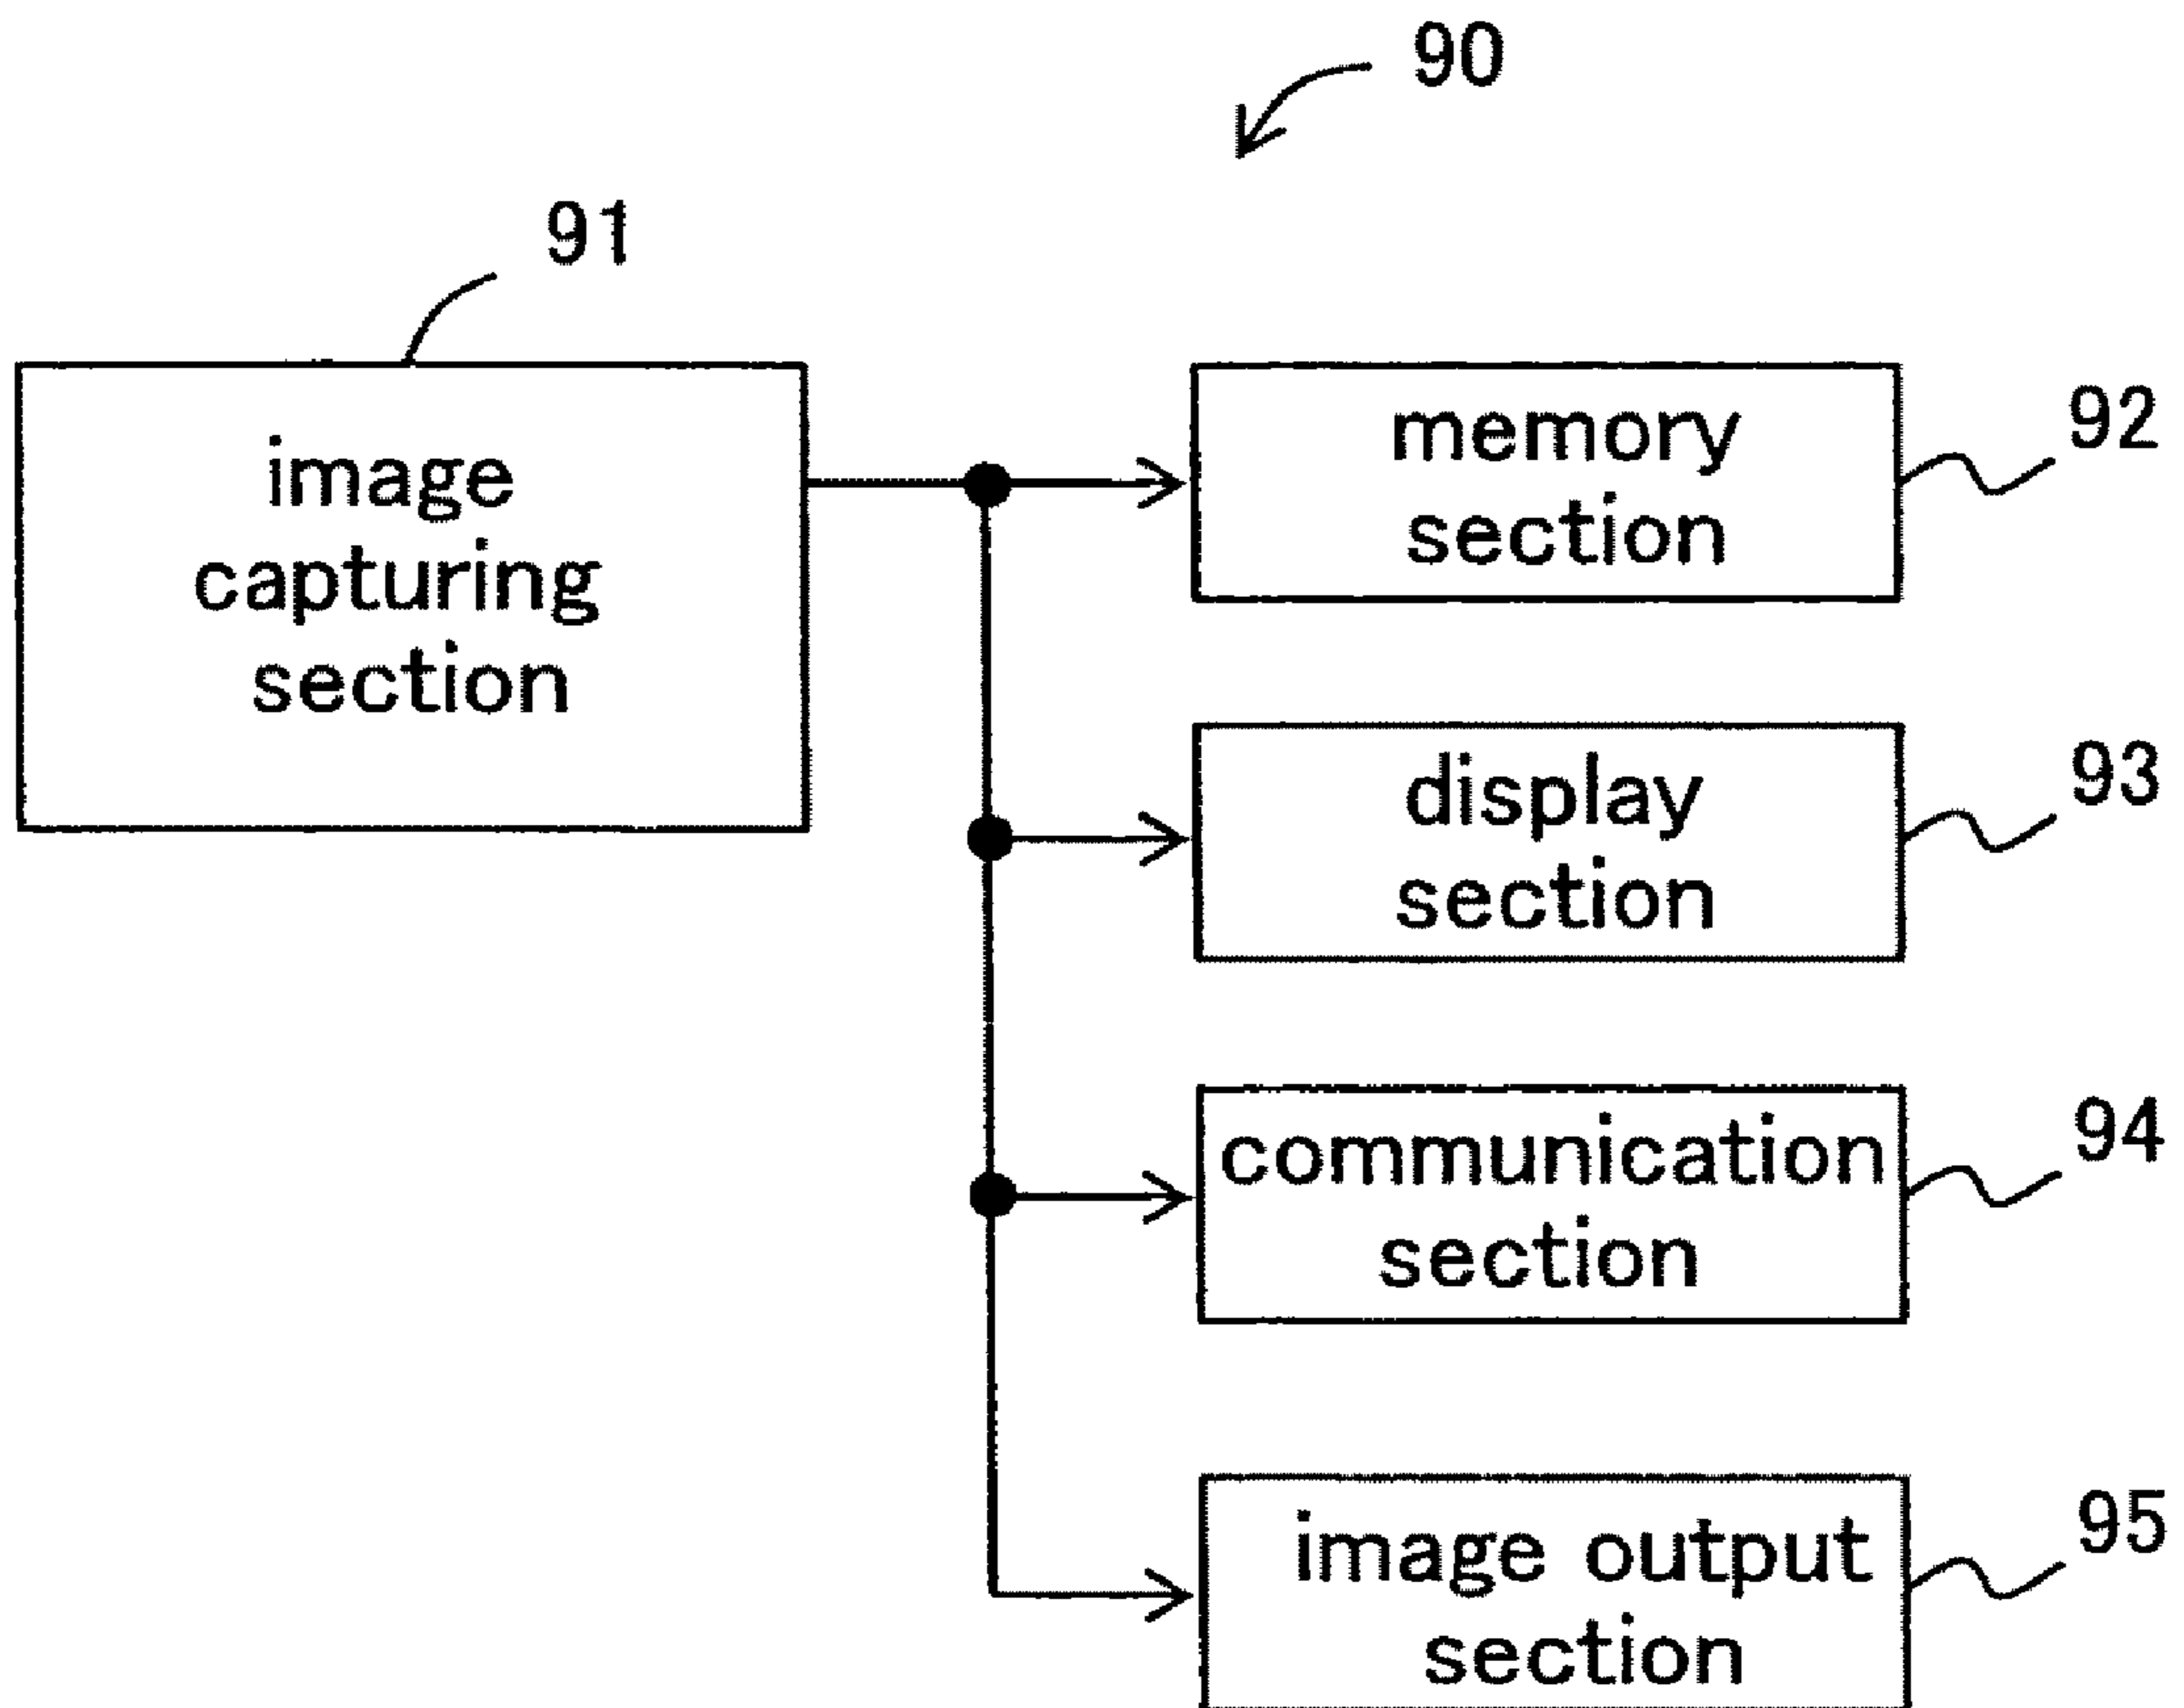 90
91
image
capturing
section
memory
section
92
display
section
93
communication
section
94
image output
section
95